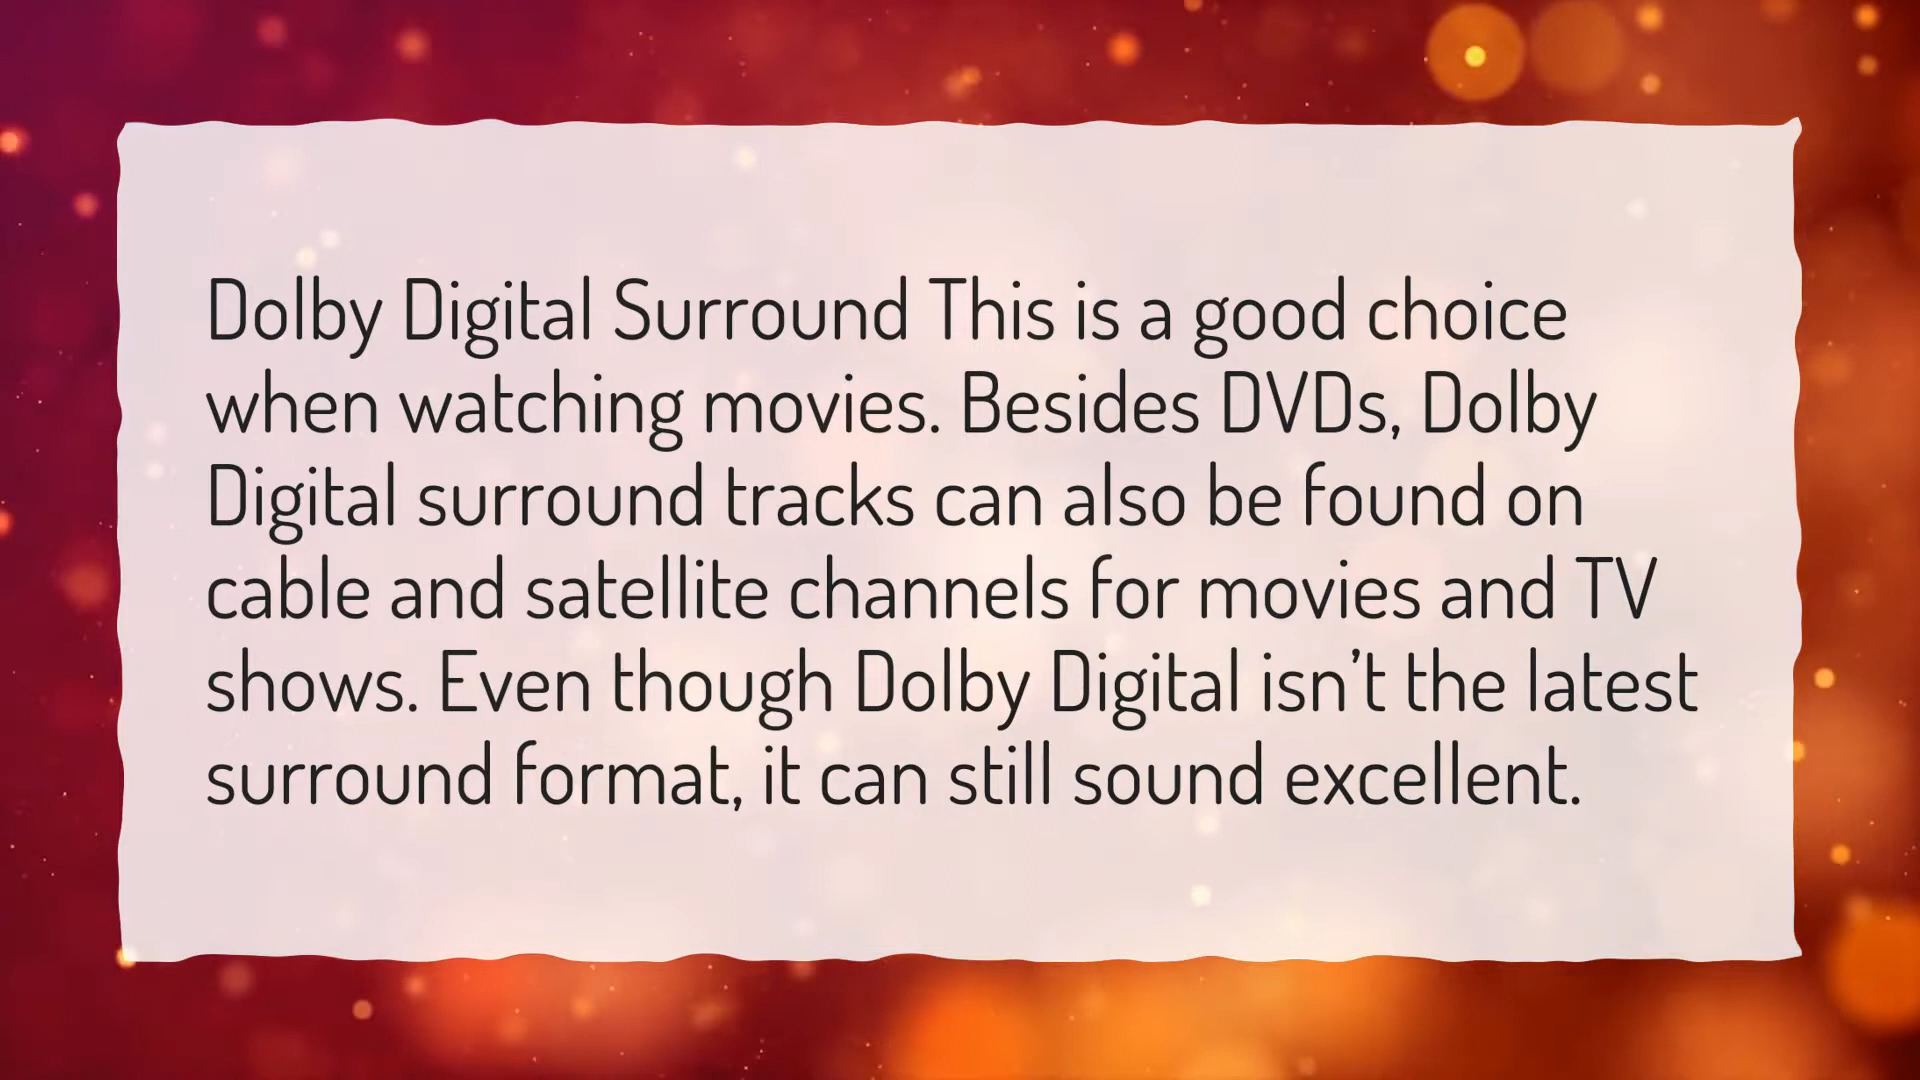 Dolby Digital Surround This is a good choice
when watching movies. Besides DVDs, Dolby
Digital surround tracks can also be found on
cable and satellite channels for movies and TV
shows. Even though Dolby Digital isn’t the latest
surround format, it can still sound excellent.